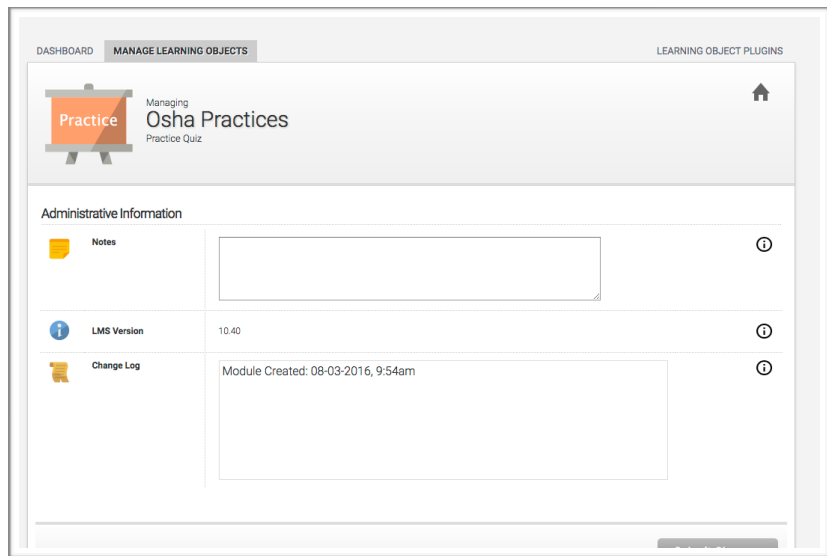 DASHBOARD MANAGE LEARNING OBJECTS LEARNING OBJECT PLUGINS
Practice
Managing
Osha Practices
Practice Quiz
Administrative Information
Notes
LMS Version 10.40
Change Log
Module Created: 08-03-2016, 9:54am